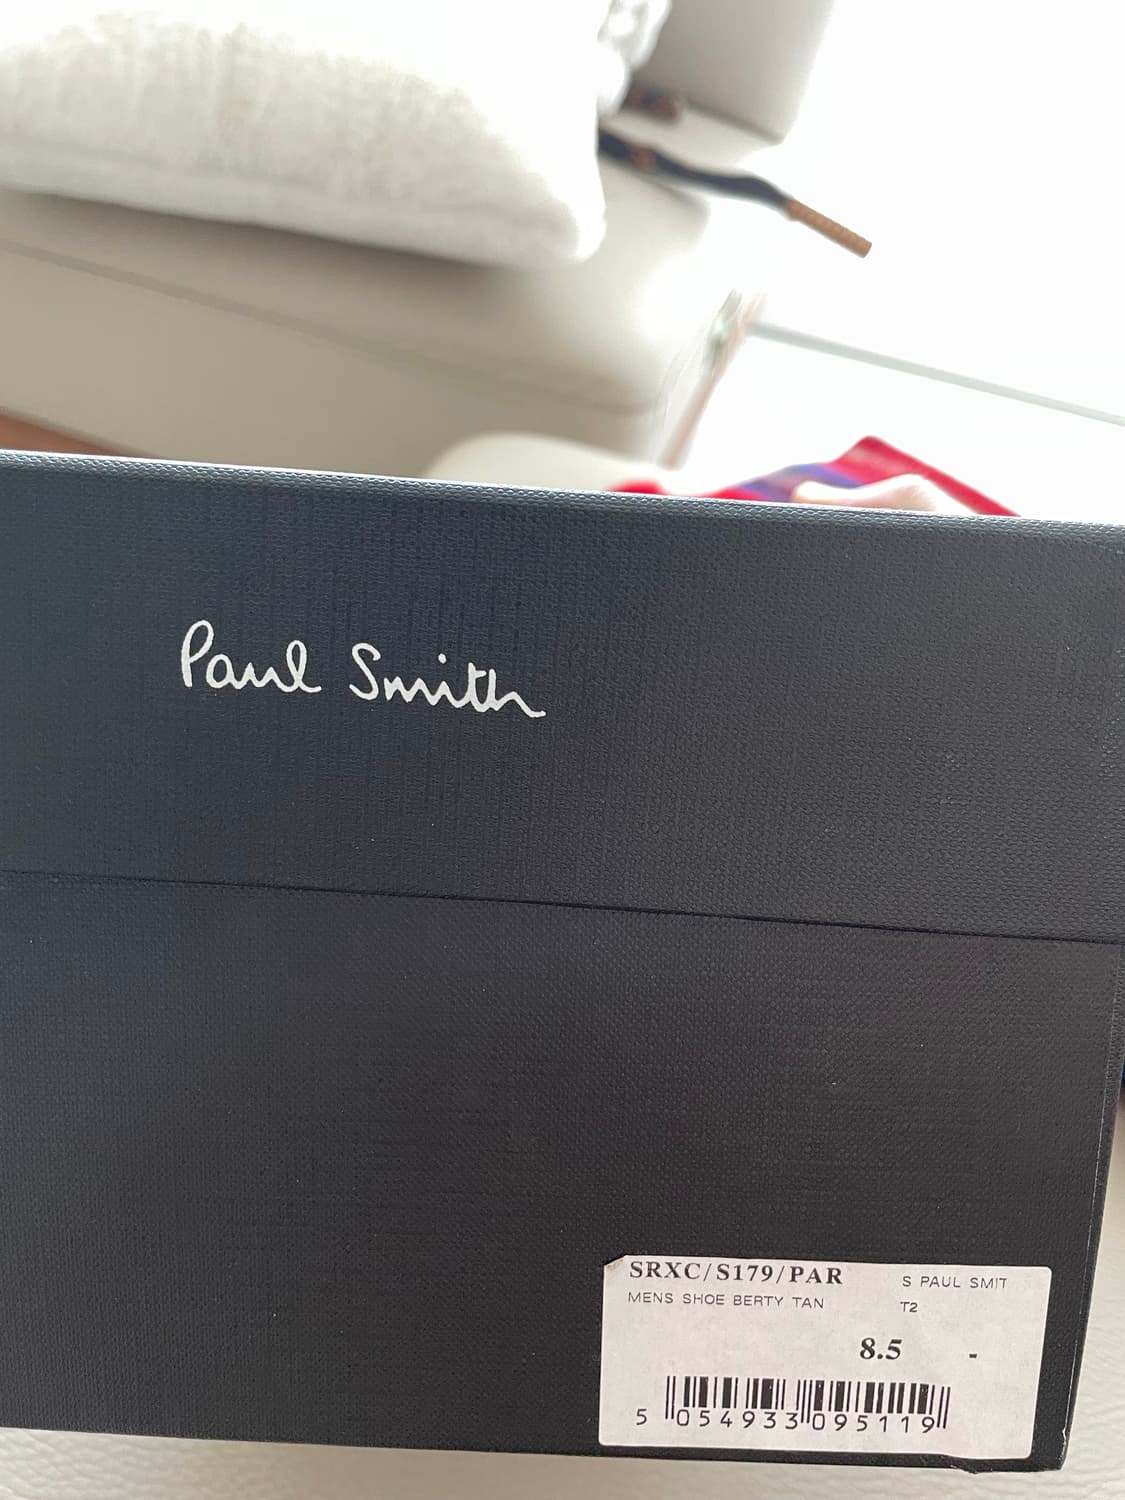 Paul Smith
SRXC/S179/PAR S PAUL SMIT
MENS SHOE BERTY TAN T2
8.5 -
5 054933 095119